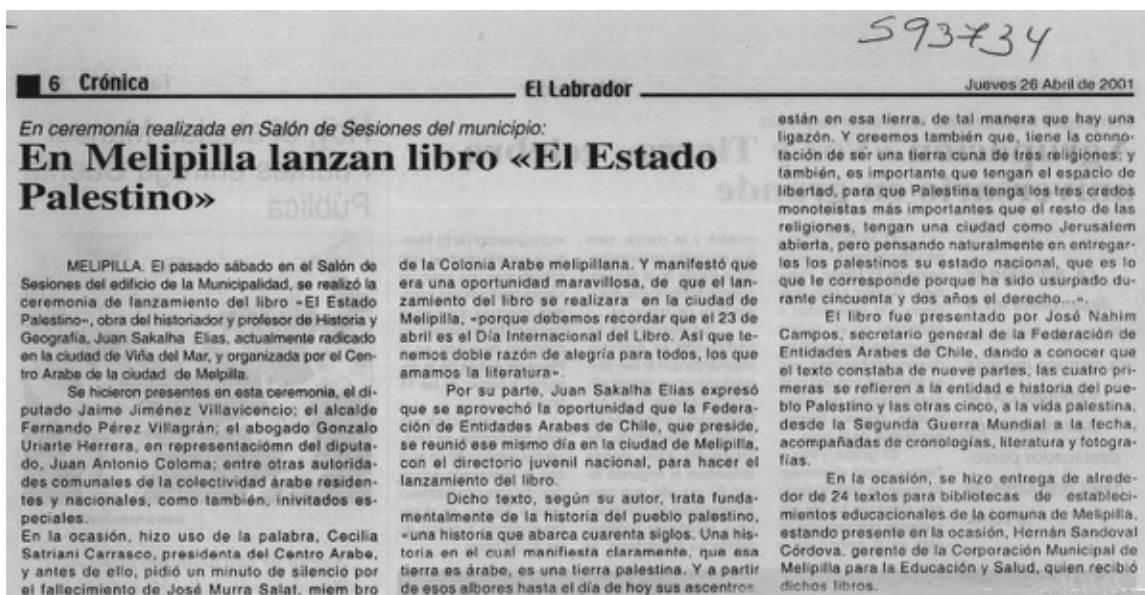 593734
6 Crónica
El Labrador
Jueves 26 Abril de 2001
En ceremonia realizada en Salón de Sesiones del municipio:
En Melipilla lanzan libro «El Estado
Palestino»
MELIPILLA. El pasado sábado en el Salón de
Sesiones del edificio de la Municipalidad, se realizó la
ceremonia de lanzamiento del libro «El Estado
Palestino», obra del historiador y profesor de Historia y
Geografía, Juan Sakalha Elias, actualmente radicado
en la ciudad de Viña del Mar, y organizada por el Cen-
tro Arabe de la ciudad de Melpilla.
Se hicieron presentes en esta ceremonia, el di-
putado Jaime Jiménez Villavicencio; el alcalde
Fernando Pérez Villagrán; el abogado Gonzalo
Uriarte Herrera, en representaciómn del diputa-
do, Juan Antonio Coloma; entre otras autorida-
des comunales de la colectividad árabe residen-
tes y nacionales, como también, inivitados es-
peciales.
En la ocasión, hizo uso de la palabra, Cecilia
Satriani Carrasco, presidenta del Centro Arabe,
y antes de ello, pidió un minuto de silencio por
el fallecimiento de José Murra Salat, miem bro
de la Colonia Arabe melipillana. Y manifestó que
era una oportunidad maravillosa, de que el lan-
zamiento del libro se realizara en la ciudad de
Melipilla, «porque debemos recordar que el 23 de
abril es el Día Internacional del Libro. Así que te-
nemos doble razón de alegría para todos, los que
amamos la literatura».
Por su parte, Juan Sakalha Elias expresó
que se aprovechó la oportunidad que la Federa-
ción de Entidades Arabes de Chile, que preside,
se reunió ese mismo día en la ciudad de Melipilla,
con el directorio juvenil nacional, para hacer el
lanzamiento del libro.
Dicho texto, según su autor, trata funda-
mentalmente de la historia del pueblo palestino,
«una historia que abarca cuarenta siglos. Una his-
toria en el cual manifiesta claramente, que esa
tierra es árabe, es una tierra palestina. Y a partir
de esos albores hasta el día de hoy sus ascentros
están en esa tierra, de tal manera que hay una
ligazón. Y creemos también que, tiene la conno-
tación de ser una tierra cuna de tres religiones; y
también, es importante que tengan el espacio de
libertad, para que Palestina tenga los tres credos
monoteístas más importantes que el resto de las
religiones, tengan una ciudad como Jerusalem
abierta, pero pensando naturalmente en entregar-
les los palestinos su estado nacional, que es lo
que le corresponde porque ha sido usurpado du-
rante cincuenta y dos años el derecho...».
El libro fue presentado por José Nahim
Campos, secretario general de la Federación de
Entidades Arabes de Chile, dando a conocer que
el texto constaba de nueve partes, las cuatro pri-
meras se refieren a la entidad e historia del pue-
blo Palestino y las otras cinco, a la vida palestina,
desde la Segunda Guerra Mundial a la fecha,
acompañadas de cronologías, literatura y fotogra-
fías.
En la ocasión, se hizo entrega de alrede-
dor de 24 textos para bibliotecas de estableci-
mientos educacionales de la comuna de Melipilla,
estando presente en la ocasión, Hernán Sandoval
Córdova, gerente de la Corporación Municipal de
Melipilla para la Educación y Salud, quien recibió
dichos libros.